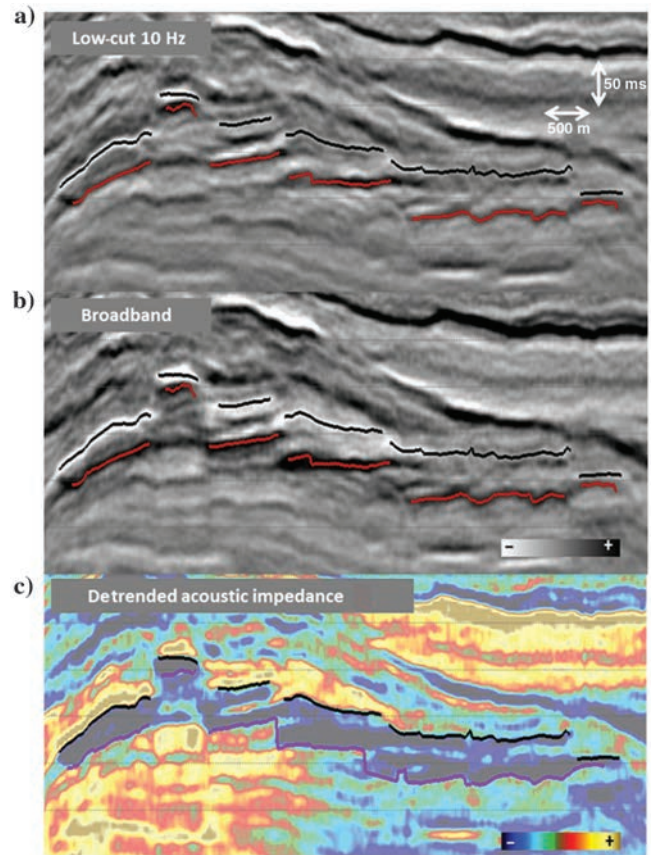 a)
Low-cut 10 Hz
50 ms
500 m
b)
Broadband
- +
c)
Detrended acoustic impedance
- +